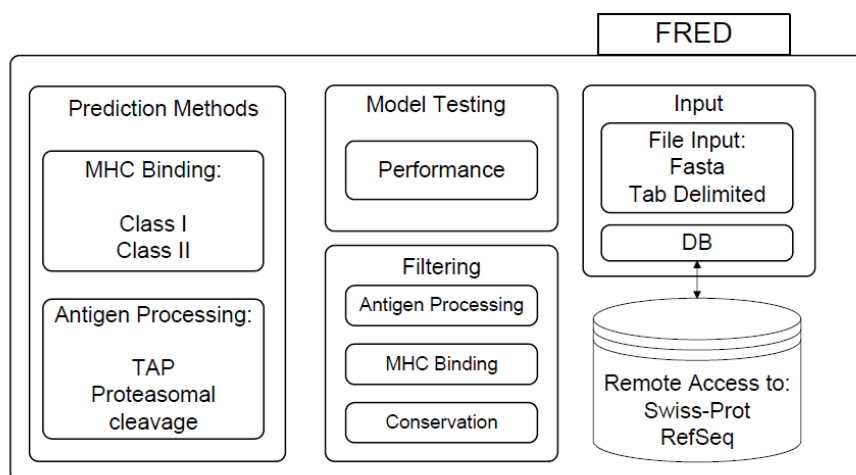 FRED
Prediction Methods
MHC Binding:
Class I
Class II
Antigen Processing:
TAP
Proteasomal
cleavage
Model Testing
Performance
Filtering
Antigen Processing
MHC Binding
Conservation
Input
File Input:
Fasta
Tab Delimited
DB
Remote Access to:
Swiss-Prot
RefSeq